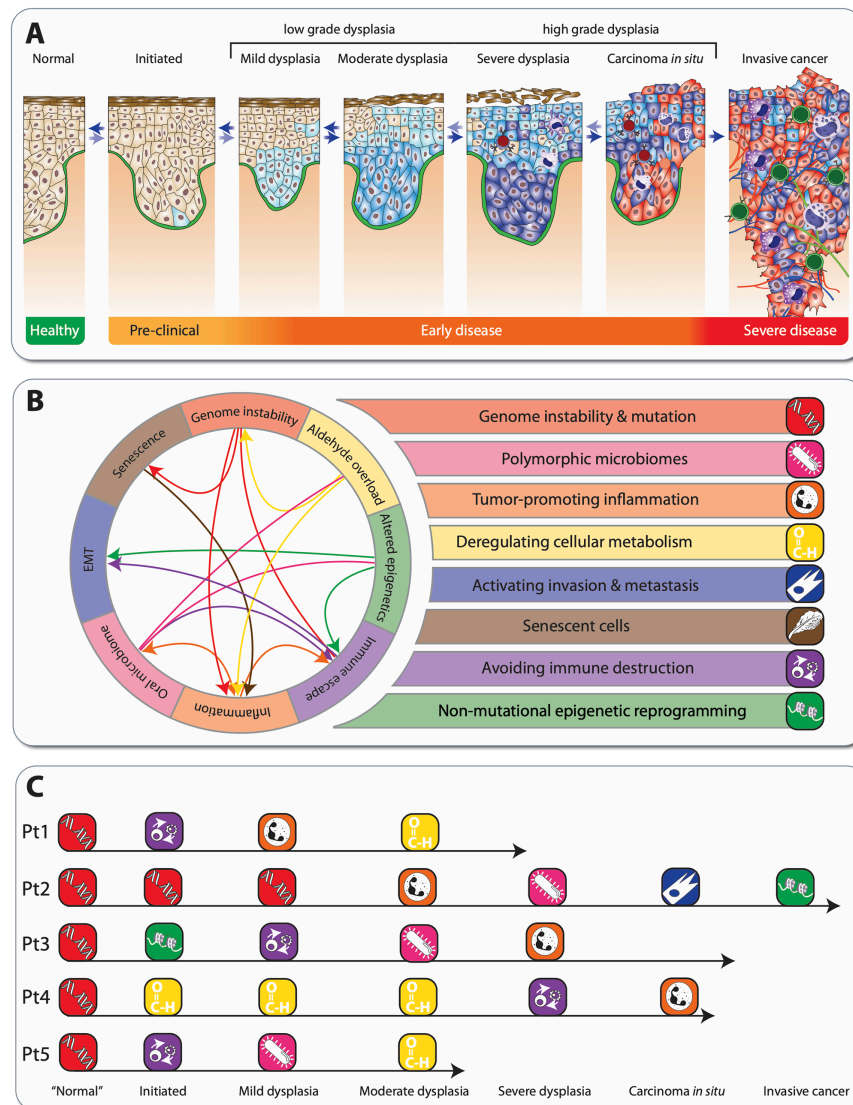 A
low grade dysplasia
high grade dysplasia
Normal
Initiated
Mild dysplasia
Moderate dysplasia
Severe dysplasia
Carcinoma in situ
Invasive cancer
Healthy
Pre-clinical
Early disease
Severe disease
B
Genome instability
Aldehyde overload
Altered epigenetics
Immune escape
Inflammation
Oral microbiome
EMT
Senescence
Genome instability & mutation
Polymorphic microbiomes
Tumor-promoting inflammation
Deregulating cellular metabolism
O
C-H
Activating invasion & metastasis
Senescent cells
Avoiding immune destruction
Non-mutational epigenetic reprogramming
C
Pt1
O
C-H
Pt2
Pt3
Pt4
O
C-H
O
C-H
O
C-H
Pt5
O
C-H
"Normal"
Initiated
Mild dysplasia
Moderate dysplasia
Severe dysplasia
Carcinoma in situ
Invasive cancer